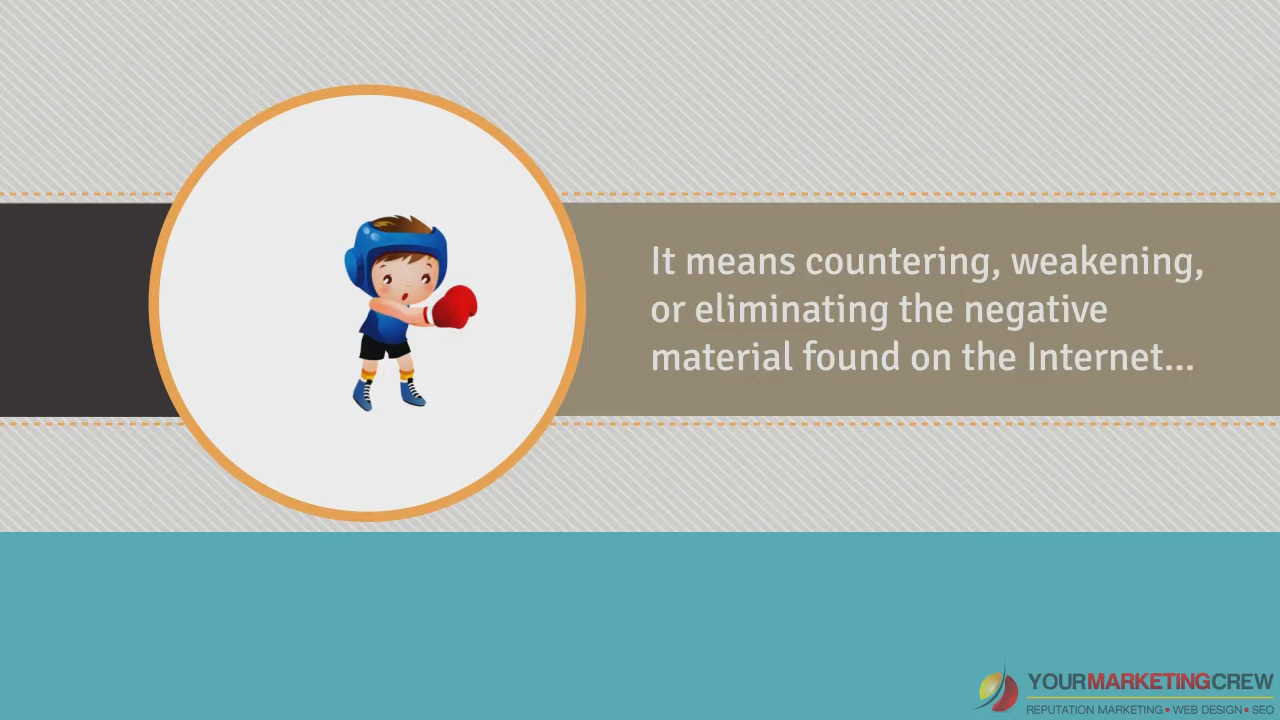 It means countering, weakening,
or eliminating the negative
material found on the Internet...
YOURMARKETINGCREW
REPUTATION MARKETING • WEB DESIGN • SEO